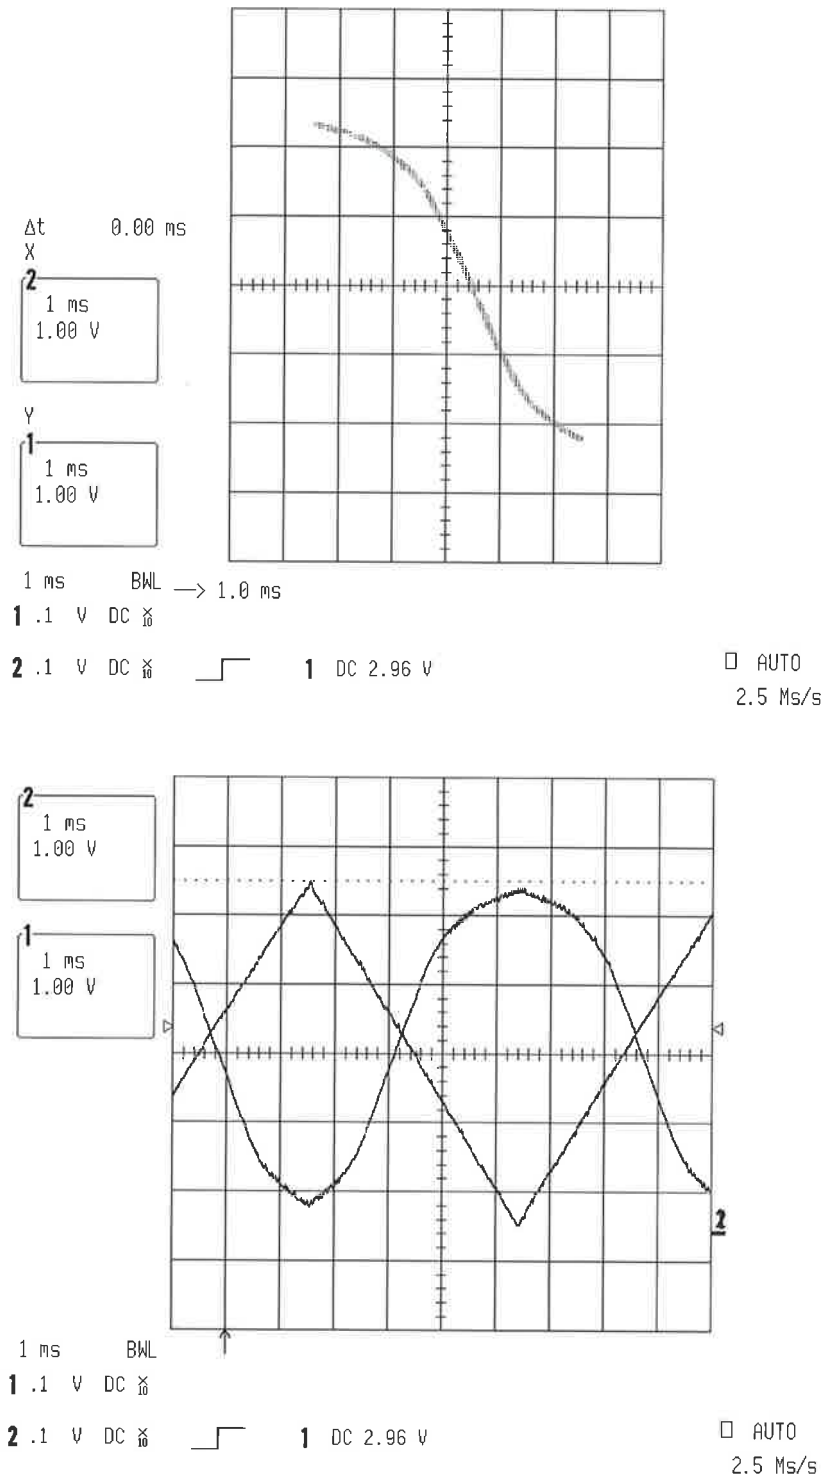 Δt 0.00 ms
X
2
1 ms
1.00 V
Y
1
1 ms
1.00 V
1 ms BWL → 1.0 ms
1 .1 V DC X10
2 .1 V DC X10 1 DC 2.96 V □ AUTO
2.5 Ms/s
2
1 ms
1.00 V
1
1 ms
1.00 V
2
1 ms BWL
1 .1 V DC X10
2 .1 V DC X10 1 DC 2.96 V □ AUTO
2.5 Ms/s